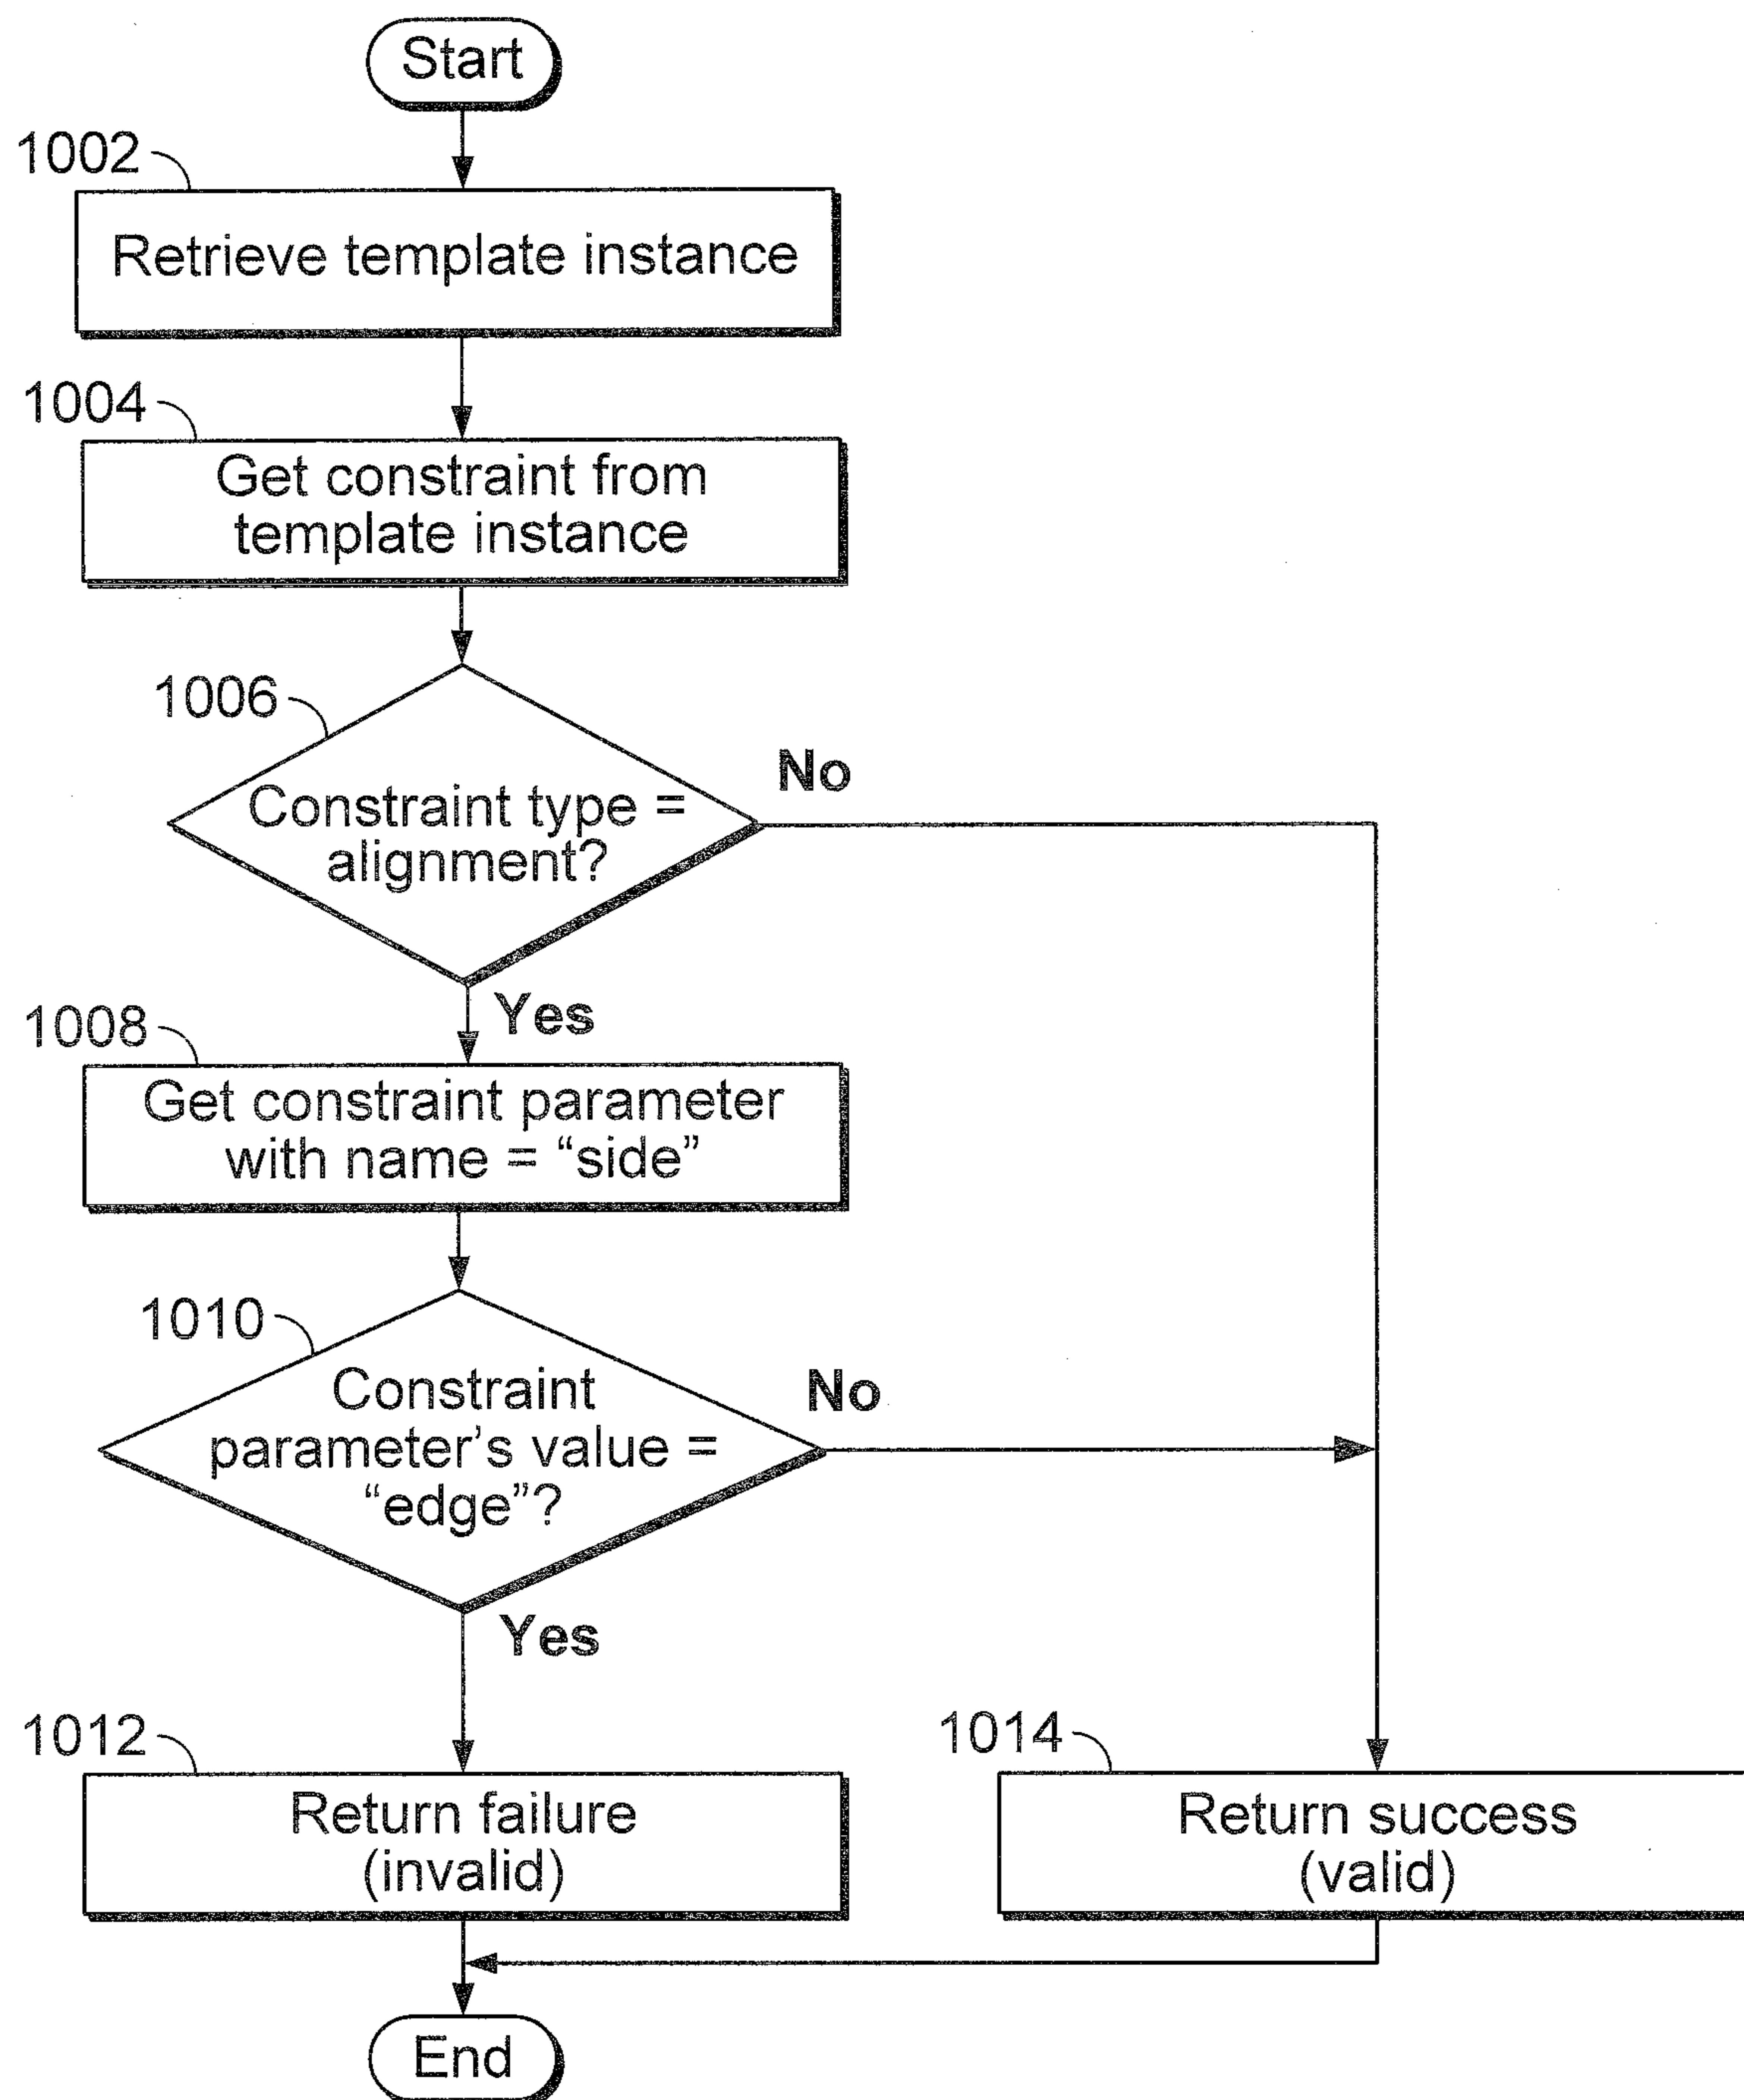 Start
1002
Retrieve template instance
1004
Get constraint from
template instance
1006
Constraint type =
alignment?
No
Yes
1008
Get constraint parameter
with name = “side”
1010
Constraint
parameter’s value =
“edge”?
No
Yes
1012
Return failure
(invalid)
1014
Return success
(valid)
End